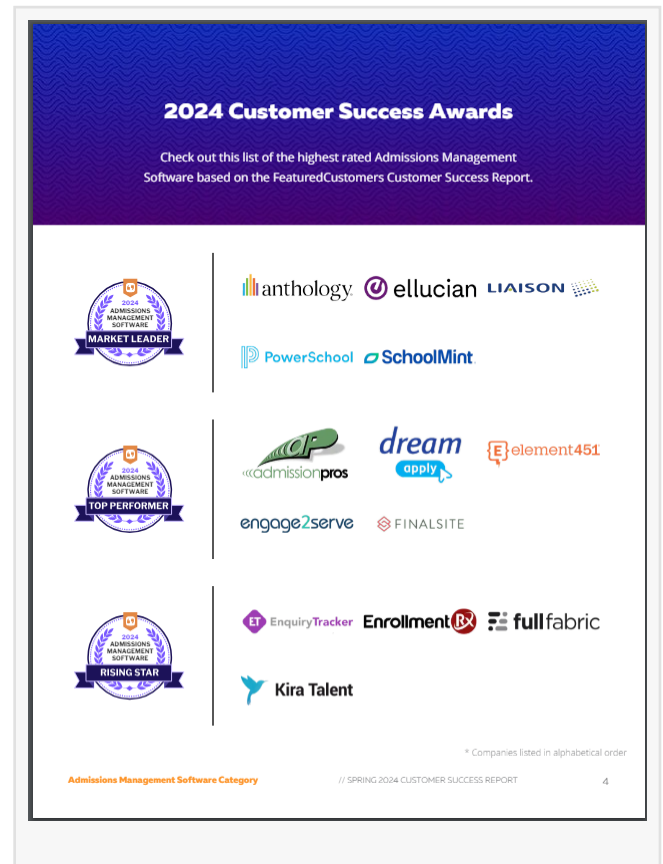 2024 Customer Success Awards
Check out this list of the highest rated Admissions Management
Software based on the FeaturedCustomers Customer Success Report.
2024
ADMISSIONS
MANAGEMENT
SOFTWARE
MARKET LEADER
anthology.
ellucian
LIAISON
PowerSchool
SchoolMint
2024
ADMISSIONS
MANAGEMENT
SOFTWARE
TOP PERFORMER
CP
admissionpros
dream
apply
E element451
engage2serve
FINALSITE
2024
ADMISSIONS
MANAGEMENT
SOFTWARE
RISING STAR
ET EnquiryTracker
EnrollmentRx
fullfabric
Kira Talent
* Companies listed in alphabetical order
Admissions Management Software Category
// SPRING 2024 CUSTOMER SUCCESS REPORT
4